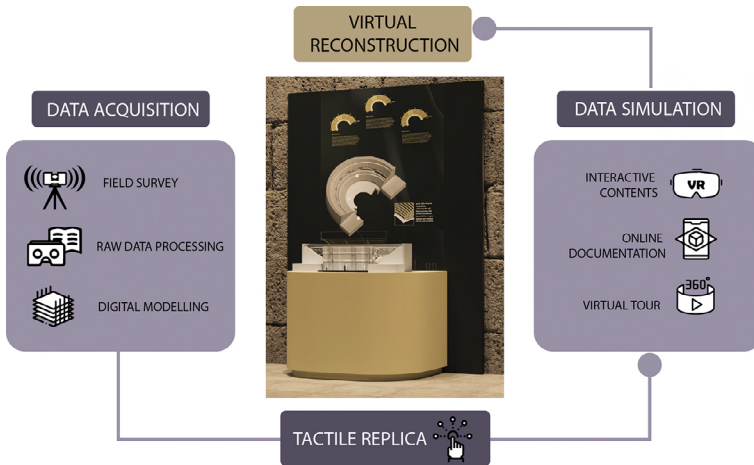 VIRTUAL
RECONSTRUCTION
DATA ACQUISITION
FIELD SURVEY
RAW DATA PROCESSING
DIGITAL MODELLING
DATA SIMULATION
INTERACTIVE
CONTENTS
VR
ONLINE
DOCUMENTATION
360°
VIRTUAL TOUR
TACTILE REPLICA